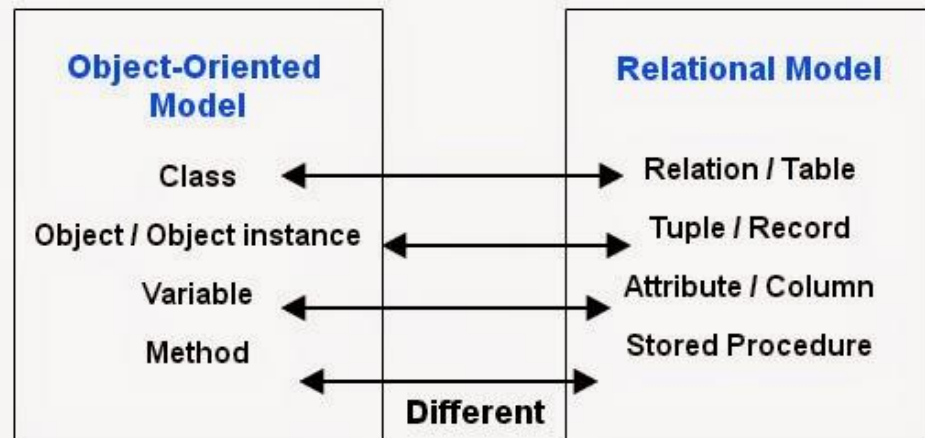 Object-Oriented
Model
Class
Object / Object instance
Variable
Method
Relational Model
Relation / Table
Tuple / Record
Attribute / Column
Stored Procedure
Different